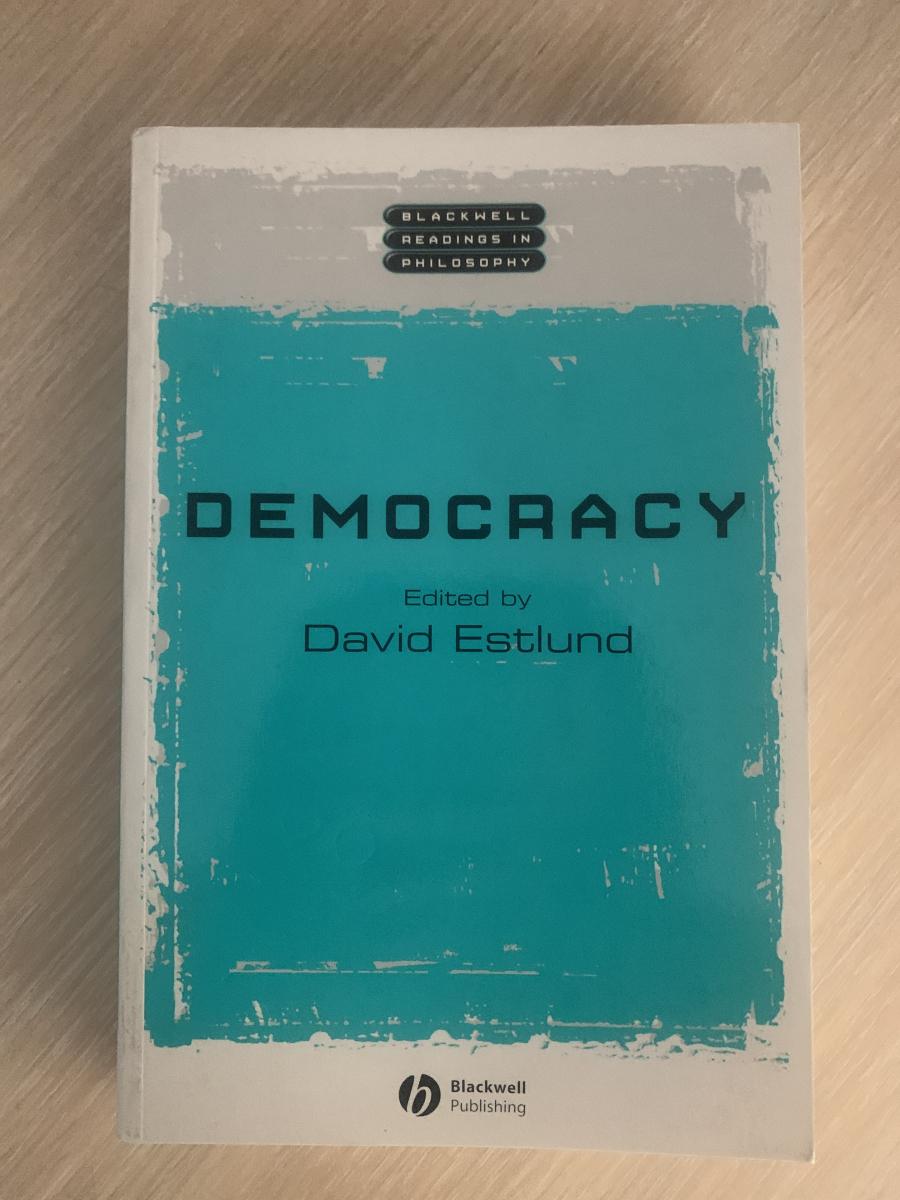 BLACKWELL
READINGS IN
PHILOSOPHY
DEMOCRACY
Edited by
David Estlund
b Blackwell
Publishing